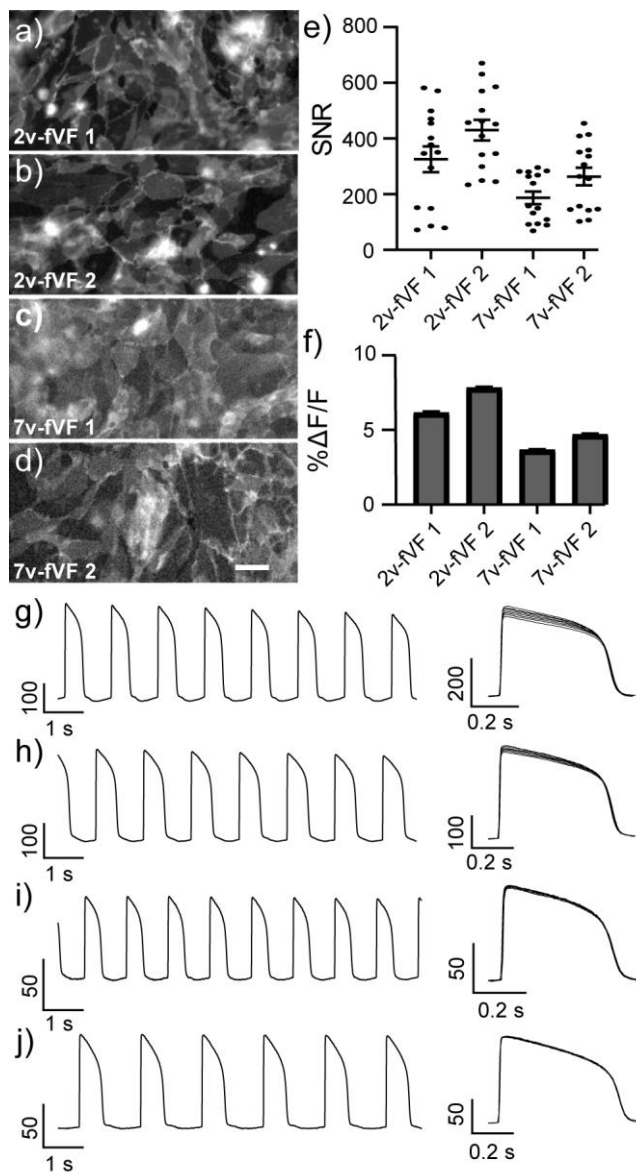 a)
2v-fVF 1
b)
2v-fVF 2
c)
7v-fVF 1
d)
7v-fVF 2
e)
800
600
400
200
0
SNR
2v-fVF 1
2v-fVF 2
7v-fVF 1
7v-fVF 2
f)
10
5
0
%ΔF/F
2v-fVF 1
2v-fVF 2
7v-fVF 1
7v-fVF 2
g)
100
1 s
200
0.2 s
h)
100
1 s
100
0.2 s
i)
50
1 s
50
0.2 s
j)
50
1 s
50
0.2 s